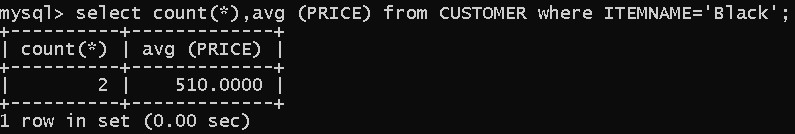 mysql> select count(*),avg (PRICE) from CUSTOMER where ITEMNAME='Black';
+----------+-------------+
| count(*) | avg (PRICE) |
+----------+-------------+
|        2 |    510.0000 |
+----------+-------------+
1 row in set (0.00 sec)